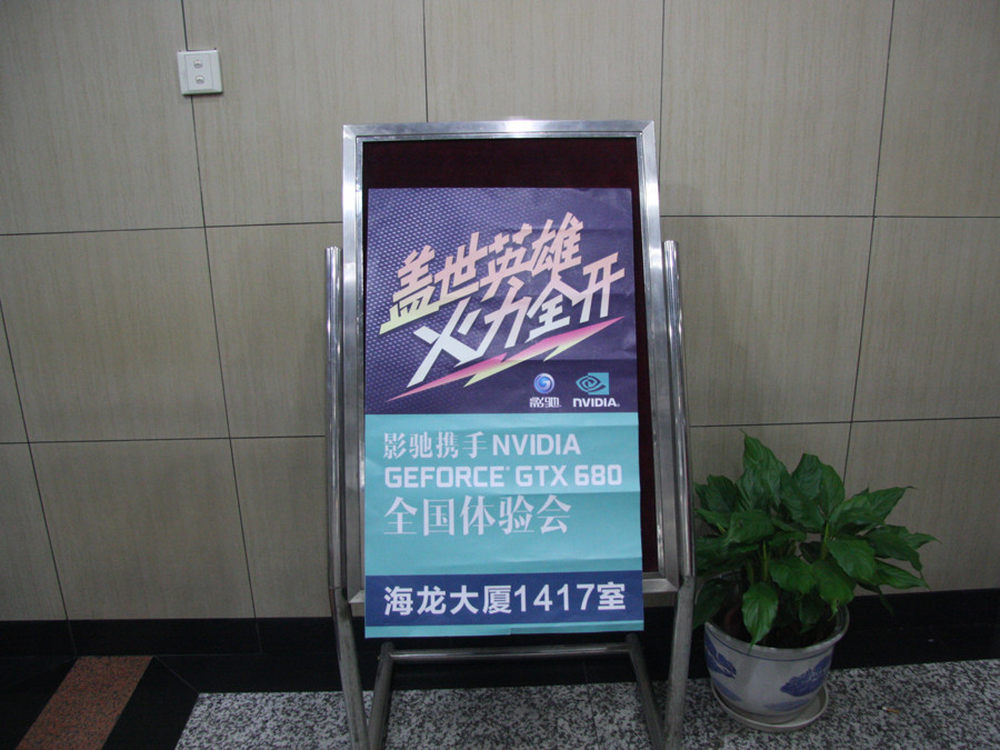 盖世英雄
火力全开
影驰 NVIDIA
影驰携手NVIDIA
GEFORCE GTX 680
全国体验会
海龙大厦1417室